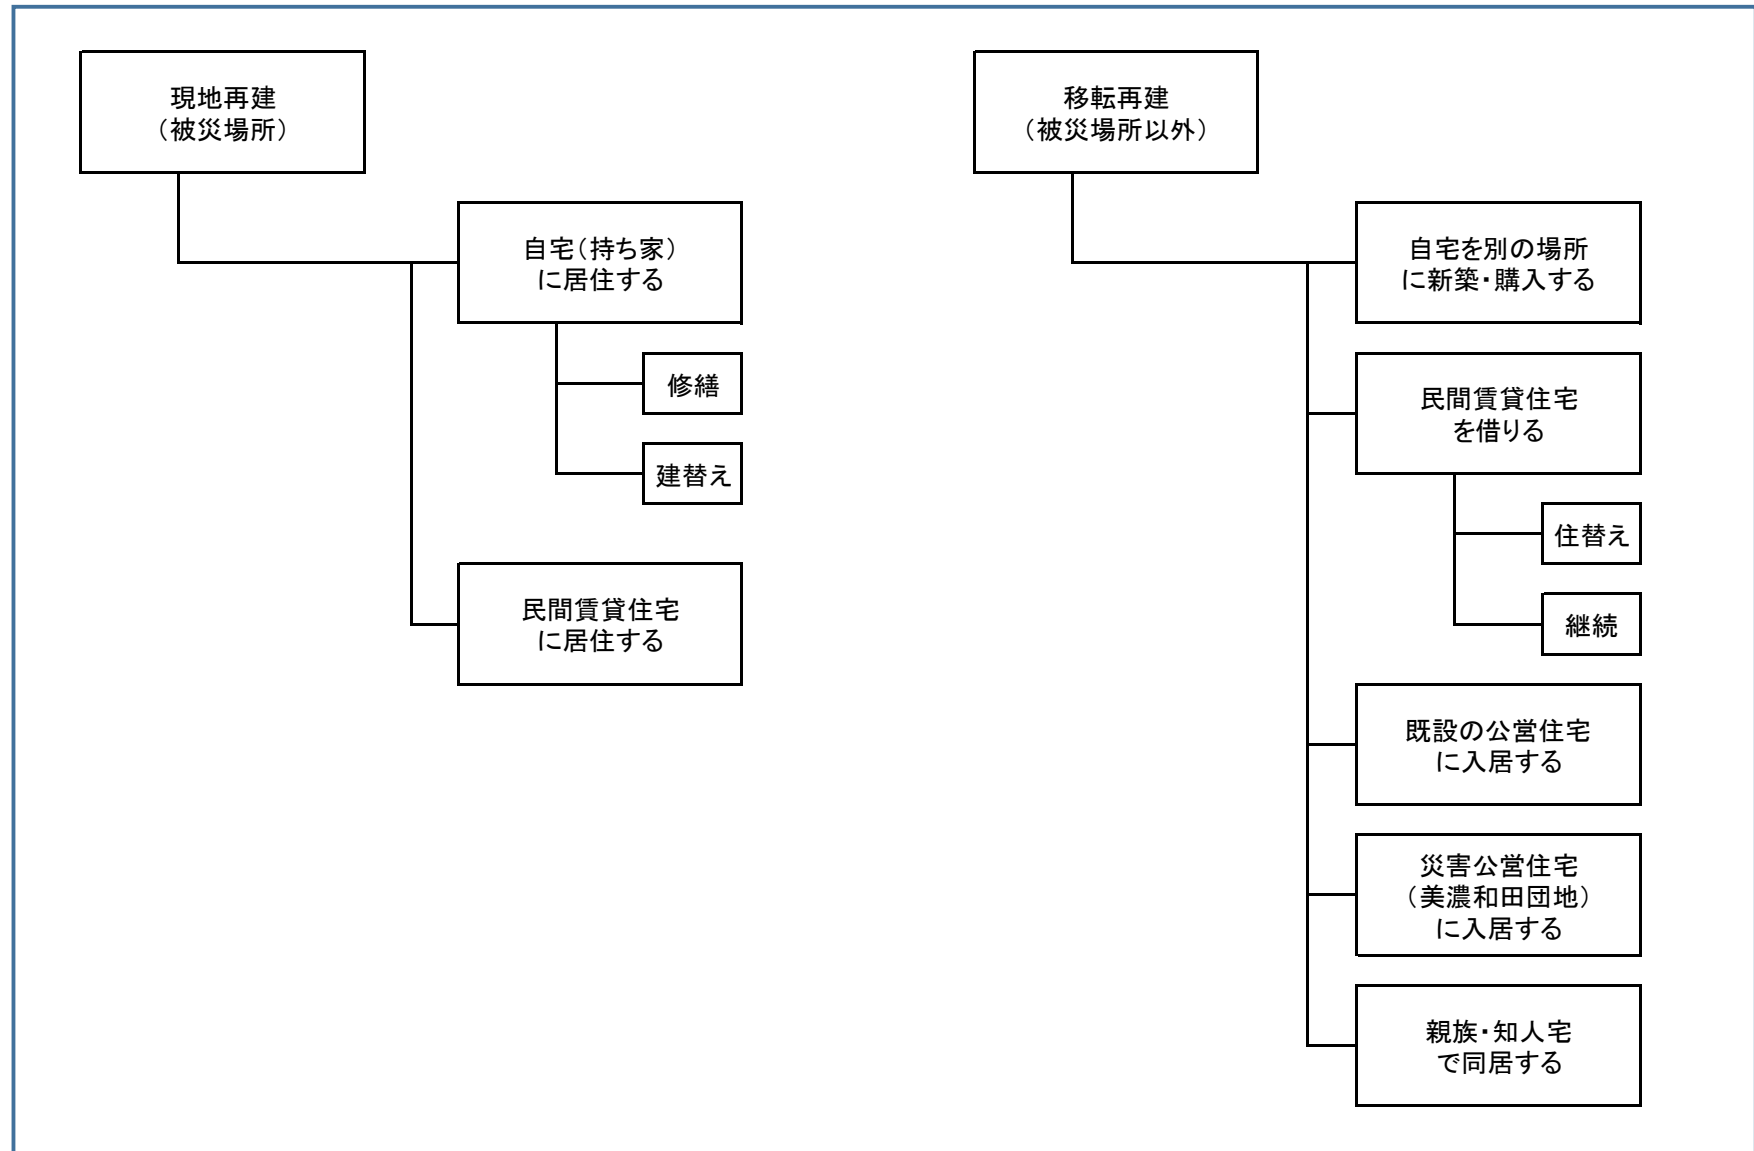 現地再建
（被災場所）
自宅（持ち家）
に居住する
修繕
建替え
民間賃貸住宅
に居住する
移転再建
（被災場所以外）
自宅を別の場所
に新築・購入する
民間賃貸住宅
を借りる
住替え
継続
既設の公営住宅
に入居する
災害公営住宅
（美濃和田団地）
に入居する
親族・知人宅
で同居する